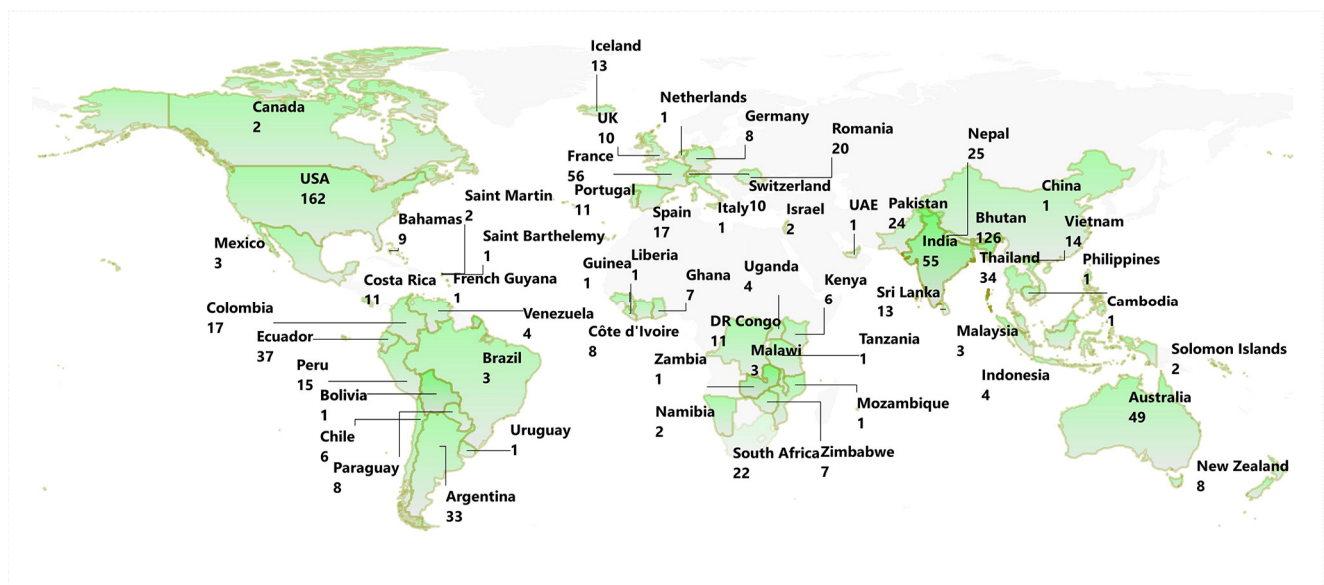 Iceland
13
Canada
2
UK
10
Netherlands
1
Germany
8
Romania
20
Nepal
25
France
56
USA
162
Portugal
11
Spain
17
Italy
1
Switzerland
10
Israel
2
UAE
1
Pakistan
24
India
55
Bhutan
126
China
1
Vietnam
14
Thailand
34
Philippines
1
Cambodia
1
Mexico
3
Bahamas
9
Saint Martin
2
Saint Barthelemy
1
Costa Rica
11
French Guyana
1
Guinea
1
Liberia
1
Ghana
7
Uganda
4
Kenya
6
Sri Lanka
13
Colombia
17
Venezuela
4
Ecuador
37
Côte d'Ivoire
8
DR Congo
11
Malawi
3
Tanzania
1
Malaysia
3
Solomon Islands
2
Peru
15
Brazil
3
Zambia
1
Indonesia
4
Bolivia
1
Mozambique
1
Australia
49
Chile
6
Uruguay
1
Namibia
2
Paraguay
8
South Africa
22
Zimbabwe
7
New Zealand
8
Argentina
33